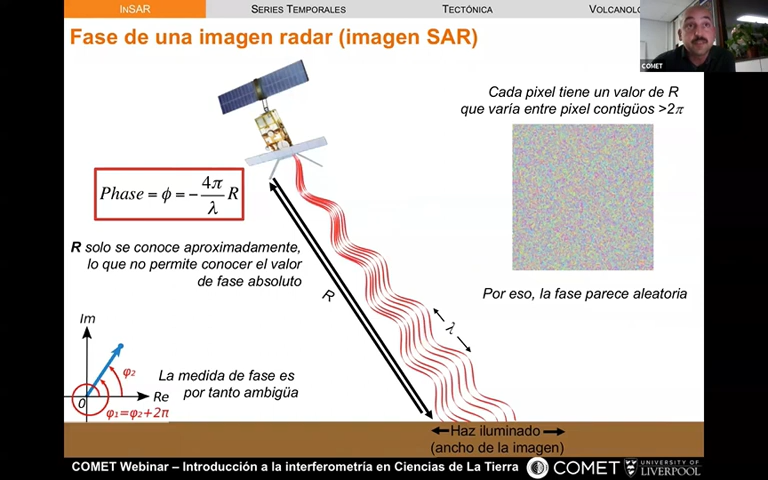 InSAR
Series Temporales
Tectónica
COMET
Fase de una imagen radar (imagen SAR)
Cada pixel tiene un valor de R
que varía entre pixel contigüos >2π
Phase = ϕ = − 4π/λ R
R solo se conoce aproximadamente,
lo que no permite conocer el valor
de fase absoluto
R
λ
Por eso, la fase parece aleatoria
Im
φ₂
0
Re
φ₁=φ₂+2π
La medida de fase es
por tanto ambigüa
Haz iluminado
(ancho de la imagen)
COMET Webinar – Introducción a la interferometría en Ciencias de La Tierra
COMET
UNIVERSITY OF
LIVERPOOL